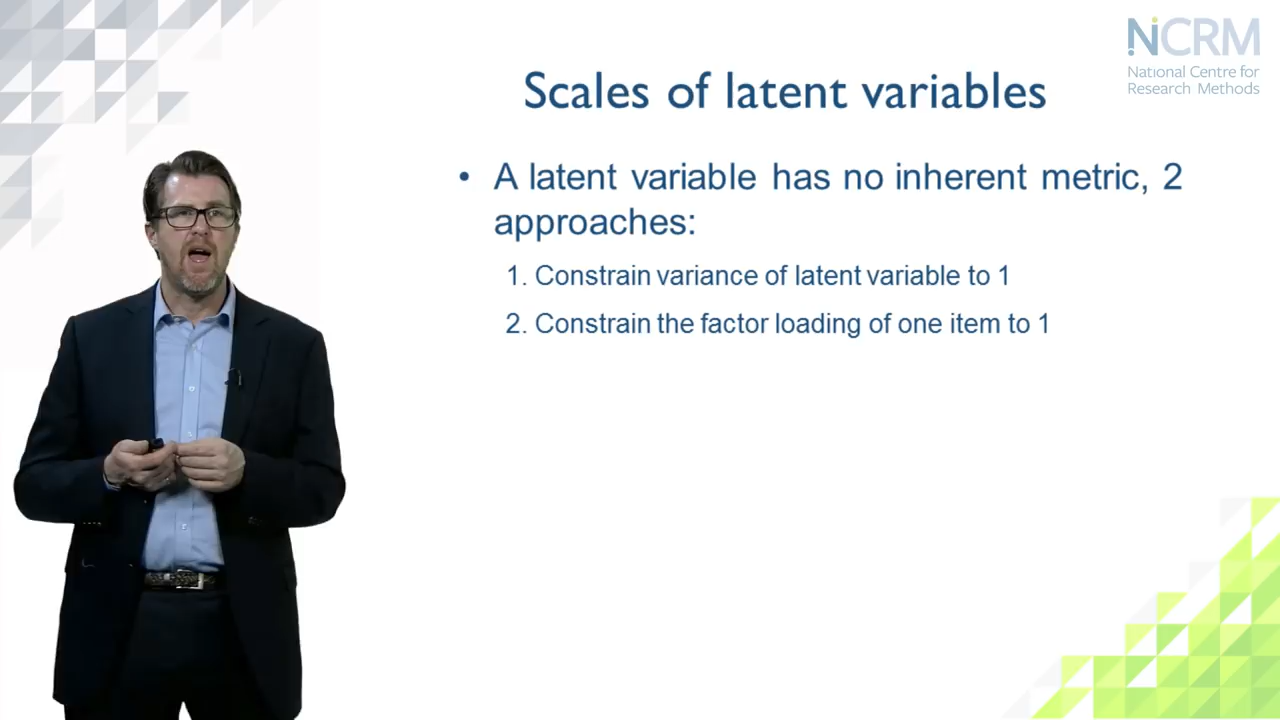 NCRM
National Centre for
Research Methods
Scales of latent variables
• A latent variable has no inherent metric, 2
approaches:
1. Constrain variance of latent variable to 1
2. Constrain the factor loading of one item to 1